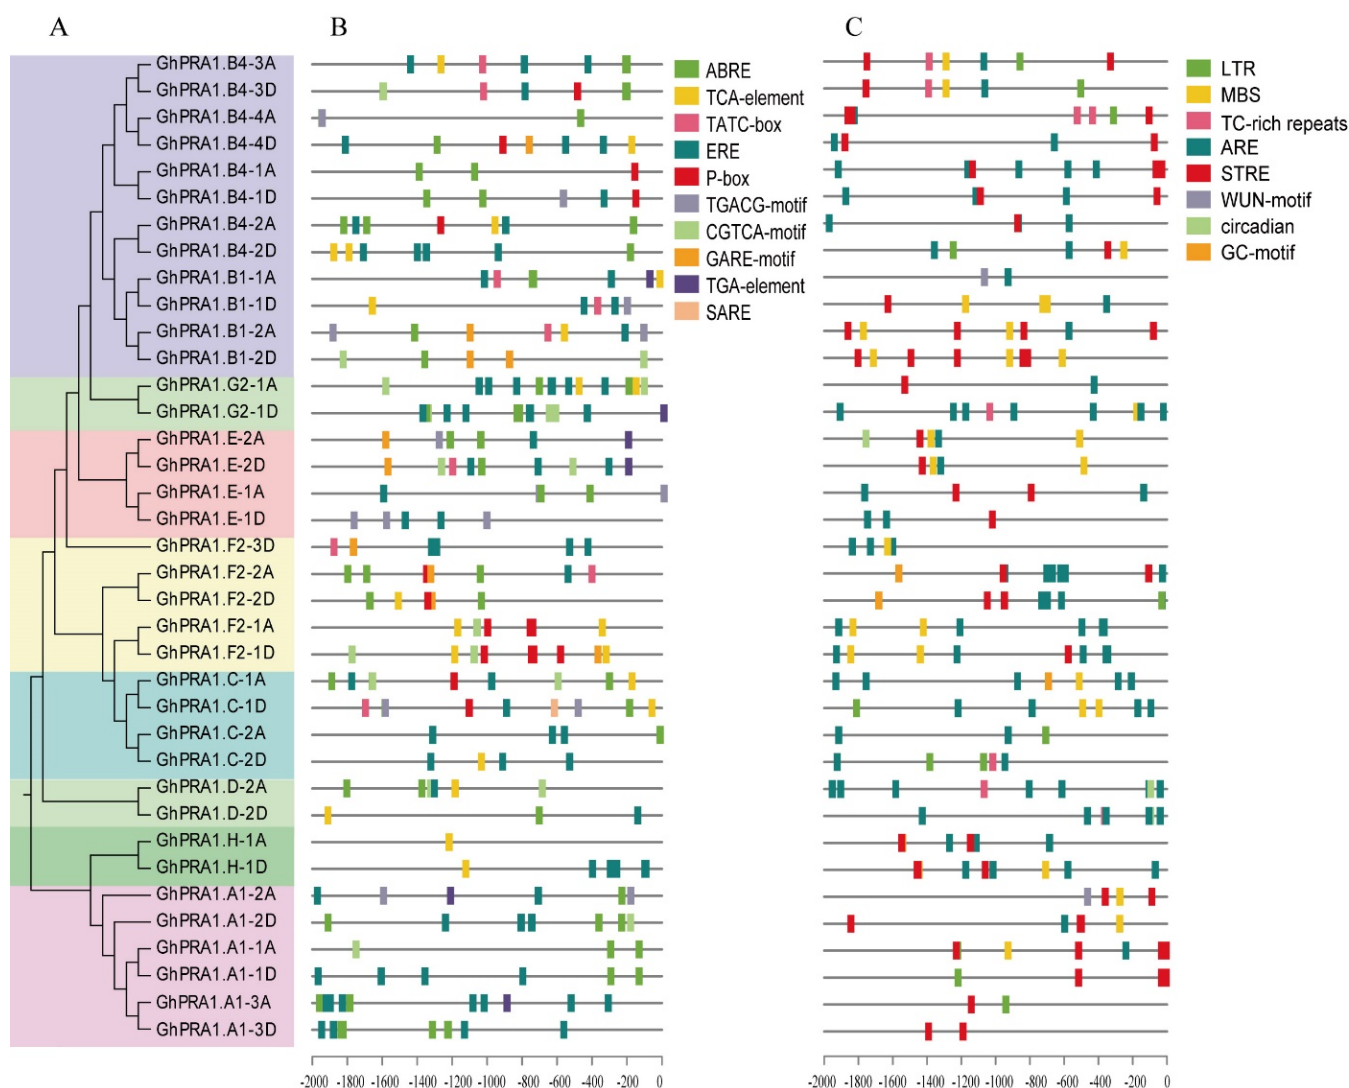 A
B
C
GhPRA1.B4-3A
GhPRA1.B4-3D
GhPRA1.B4-4A
GhPRA1.B4-4D
GhPRA1.B4-1A
GhPRA1.B4-1D
GhPRA1.B4-2A
GhPRA1.B4-2D
GhPRA1.B1-1A
GhPRA1.B1-1D
GhPRA1.B1-2A
GhPRA1.B1-2D
GhPRA1.G2-1A
GhPRA1.G2-1D
GhPRA1.E-2A
GhPRA1.E-2D
GhPRA1.E-1A
GhPRA1.E-1D
GhPRA1.F2-3D
GhPRA1.F2-2A
GhPRA1.F2-2D
GhPRA1.F2-1A
GhPRA1.F2-1D
GhPRA1.C-1A
GhPRA1.C-1D
GhPRA1.C-2A
GhPRA1.C-2D
GhPRA1.D-2A
GhPRA1.D-2D
GhPRA1.H-1A
GhPRA1.H-1D
GhPRA1.A1-2A
GhPRA1.A1-2D
GhPRA1.A1-1A
GhPRA1.A1-1D
GhPRA1.A1-3A
GhPRA1.A1-3D
ABRE
TCA-element
TATC-box
ERE
P-box
TGACG-motif
CGTCA-motif
GARE-motif
TGA-element
SARE
LTR
MBS
TC-rich repeats
ARE
STRE
WUN-motif
circadian
GC-motif
-2000 -1800 -1600 -1400 -1200 -1000 -800 -600 -400 -200 0
-2000 -1800 -1600 -1400 -1200 -1000 -800 -600 -400 -200 0